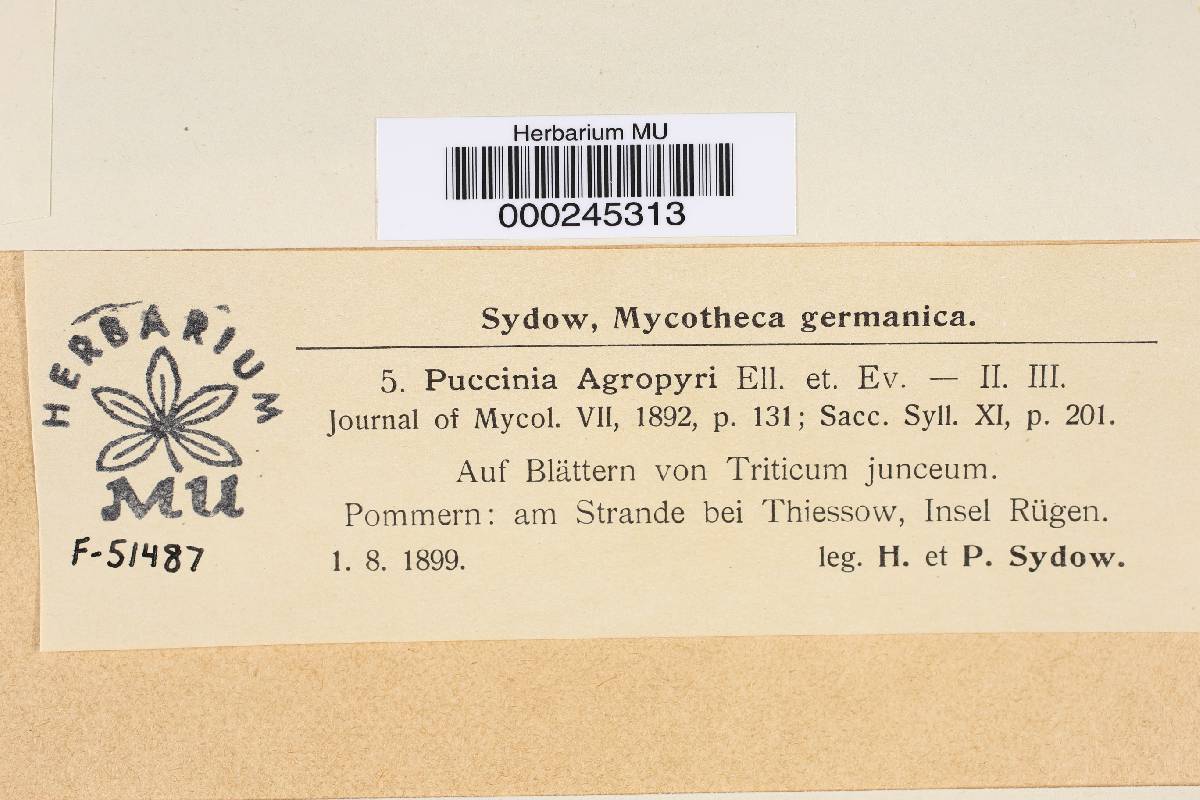 Herbarium MU
000245313
HERBARIUM
MU
F-51487
Sydow, Mycotheca germanica.
5. Puccinia Agropyri Ell. et. Ev. — II. III.
Journal of Mycol. VII, 1892, p. 131; Sacc. Syll. XI, p. 201.
Auf Blättern von Triticum junceum.
Pommern: am Strande bei Thiessow, Insel Rügen.
1. 8. 1899. leg. H. et P. Sydow.